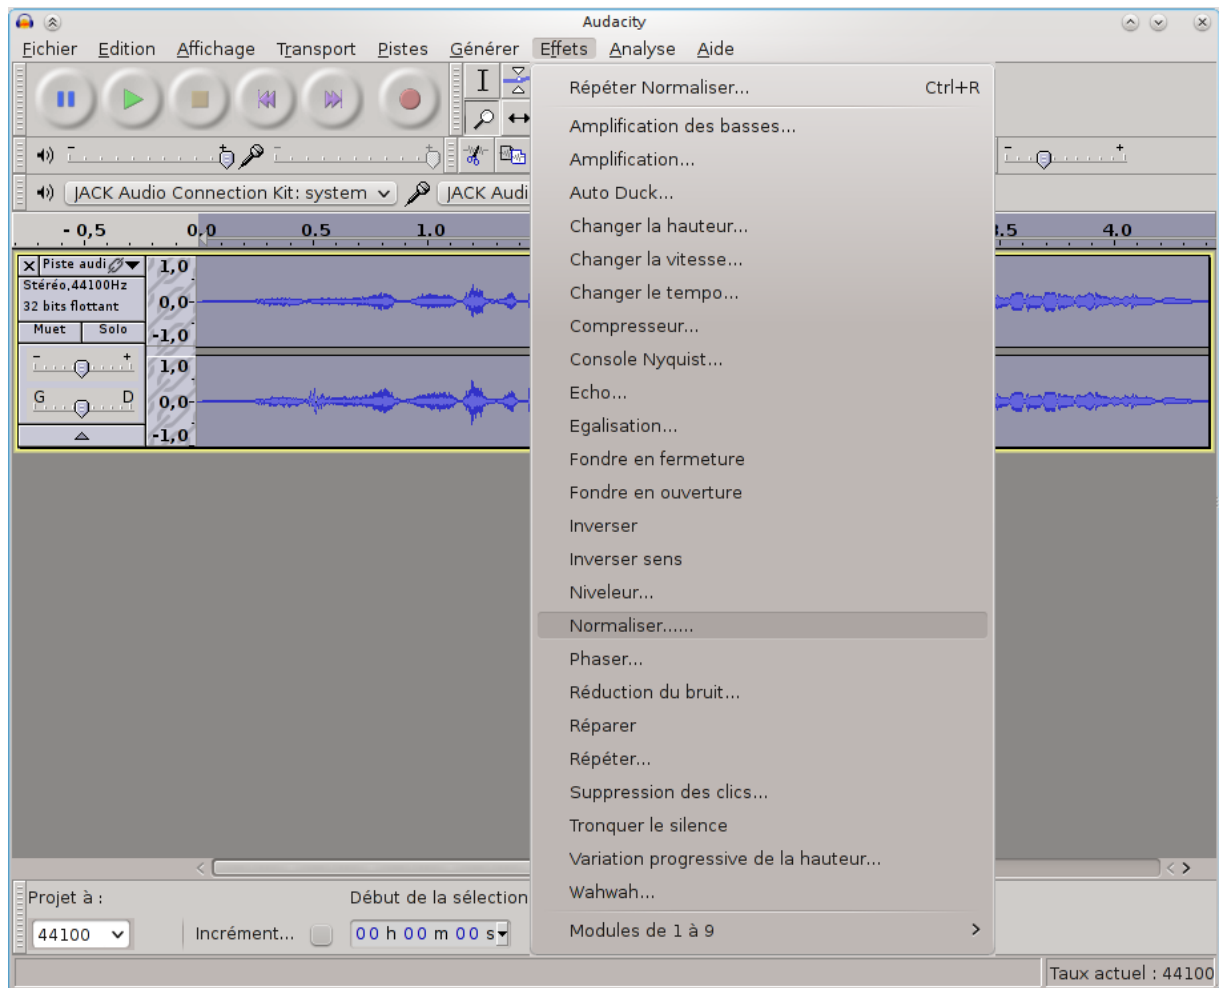 Audacity
Fichier Edition Affichage Transport Pistes Générer Effets Analyse Aide
Répéter Normaliser... Ctrl+R
Amplification des basses...
Amplification...
Auto Duck...
Changer la hauteur...
Changer la vitesse...
Changer le tempo...
Compresseur...
Console Nyquist...
Echo...
Egalisation...
Fondre en fermeture
Fondre en ouverture
Inverser
Inverser sens
Niveleur...
Normaliser......
Phaser...
Réduction du bruit...
Réparer
Répéter...
Suppression des clics...
Tronquer le silence
Variation progressive de la hauteur...
Wahwah...
Modules de 1 à 9
- + - + - +
JACK Audio Connection Kit: system JACK Audi
- 0,5 0,0 0.5 1.0 3.5 4.0
Piste audi
Stéréo,44100Hz
32 bits flottant
Muet Solo
- +
G D
1,0
0,0
-1,0
1,0
0,0
-1,0
Projet à : Début de la sélection
44100 Incrément... 00 h 00 m 00 s
Taux actuel : 44100